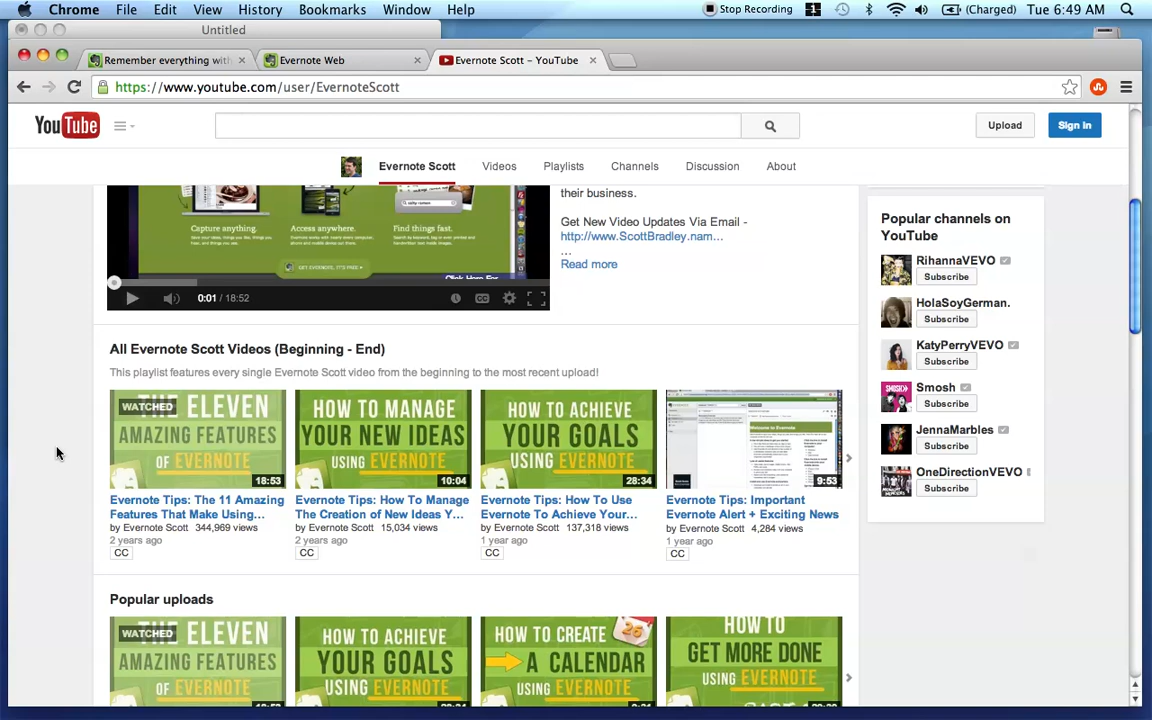 Chrome File Edit View History Bookmarks Window Help Stop Recording 1 (Charged) Tue 6:49 AM
Untitled
Remember everything with Evernote Web Evernote Scott – YouTube
https://www.youtube.com/user/EvernoteScott
YouTube Upload Sign in
Evernote Scott Videos Playlists Channels Discussion About
Capture anything. Access anywhere. Find things fast.
GET EVERNOTE, IT'S FREE
Click Here For
0:01 / 18:52 CC
their business.
Get New Video Updates Via Email -
http://www.ScottBradley.nam...
...
Read more
Popular channels on
YouTube
RihannaVEVO
Subscribe
HolaSoyGerman.
Subscribe
KatyPerryVEVO
Subscribe
Smosh
Subscribe
JennaMarbles
Subscribe
OneDirectionVEVO
Subscribe
All Evernote Scott Videos (Beginning - End)
This playlist features every single Evernote Scott video from the beginning to the most recent upload!
WATCHED
THE ELEVEN
AMAZING FEATURES
OF EVERNOTE
18:53
Evernote Tips: The 11 Amazing
Features That Make Using...
by Evernote Scott 344,969 views
2 years ago
CC
HOW TO MANAGE
YOUR NEW IDEAS
USING EVERNOTE
10:04
Evernote Tips: How To Manage
The Creation of New Ideas Y...
by Evernote Scott 15,034 views
2 years ago
CC
HOW TO ACHIEVE
YOUR GOALS
USING EVERNOTE
28:34
Evernote Tips: How To Use
Evernote To Achieve Your...
by Evernote Scott 137,318 views
1 year ago
CC
Welcome to Evernote
9:53
Evernote Tips: Important
Evernote Alert + Exciting News
by Evernote Scott 4,284 views
1 year ago
CC
Popular uploads
WATCHED
THE ELEVEN
AMAZING FEATURES
OF EVERNOTE
HOW TO ACHIEVE
YOUR GOALS
USING EVERNOTE
HOW TO CREATE
A CALENDAR
USING EVERNOTE
HOW TO
GET MORE DONE
USING EVERNOTE